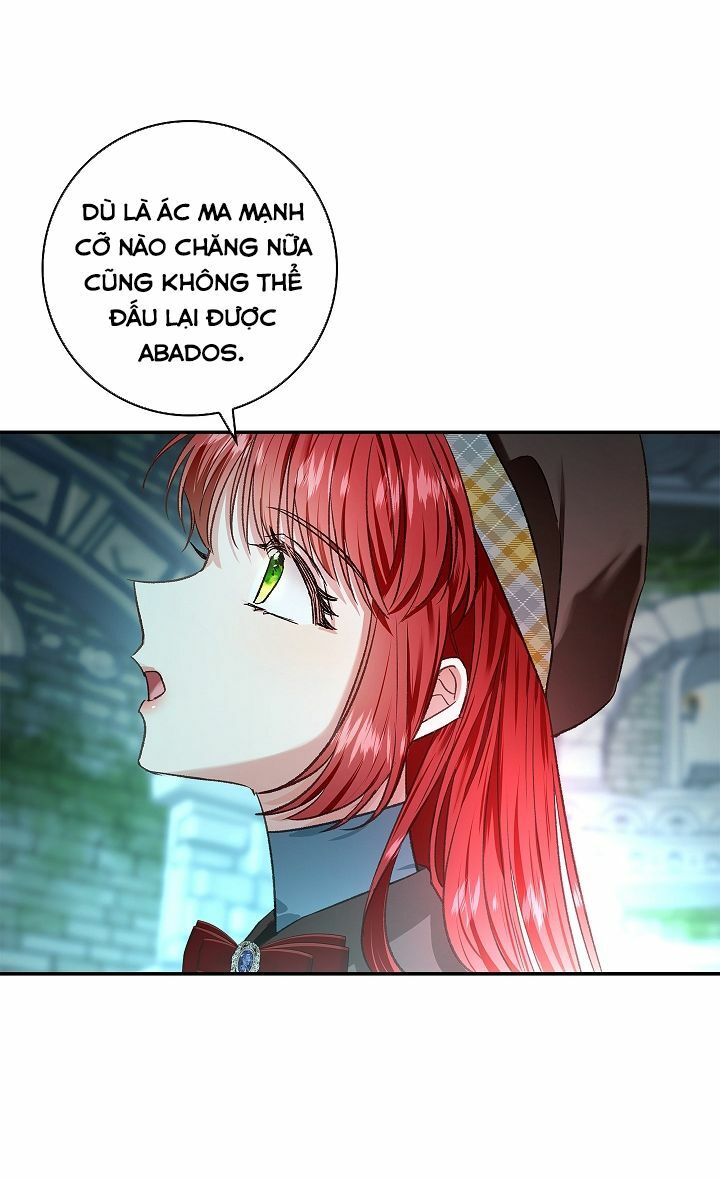 DÙ LÀ ÁC MA MẠNH
CỠ NÀO CHĂNG NỮA
CŨNG KHÔNG THỂ
ĐẤU LẠI ĐƯỢC
ABADOS.